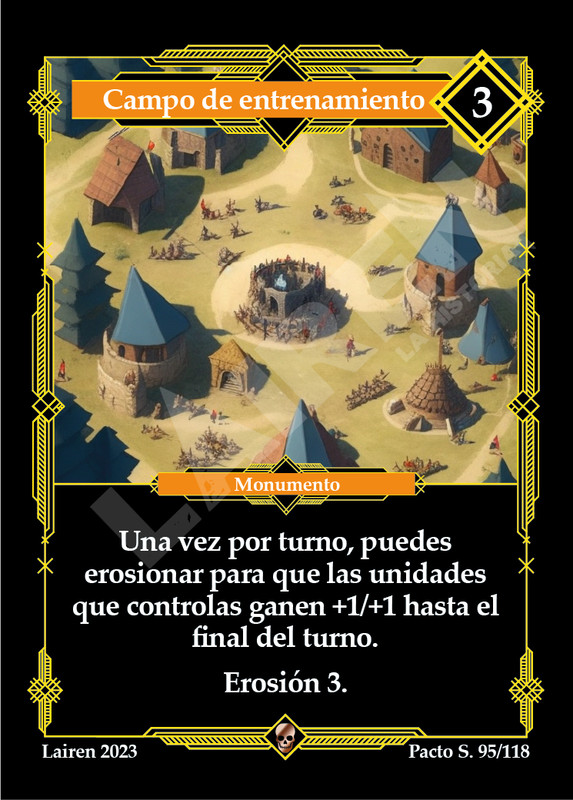 Campo de entrenamiento
3
Monumento
Una vez por turno, puedes
erosionar para que las unidades
que controlas ganen +1/+1 hasta el
final del turno.
Erosión 3.
Lairen 2023
Pacto S. 95/118